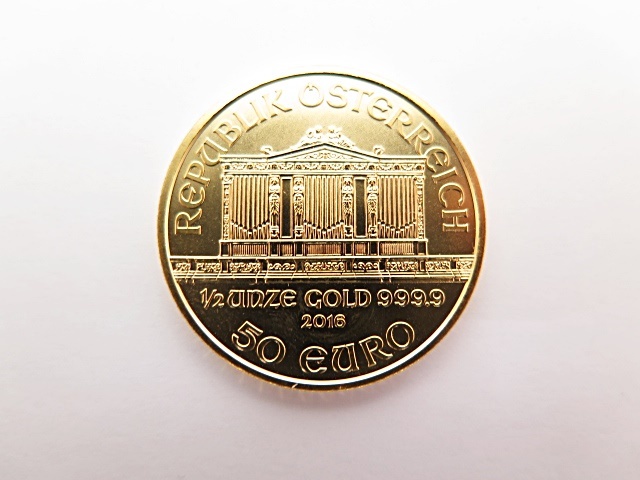 REPUBLIK ÖSTERREICH
1/2 UNZE GOLD 999.9
2016
50 EURO